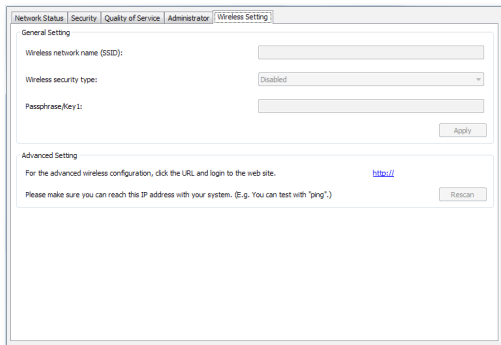 Network Status Security Quality of Service Administrator Wireless Setting
General Setting
Wireless network name (SSID):
Wireless security type: Disabled
Passphrase/Key1:
Apply
Advanced Setting
For the advanced wireless configuration, click the URL and login to the web site. http://
Please make sure you can reach this IP address with your system. (E.g. You can test with "ping".) Rescan